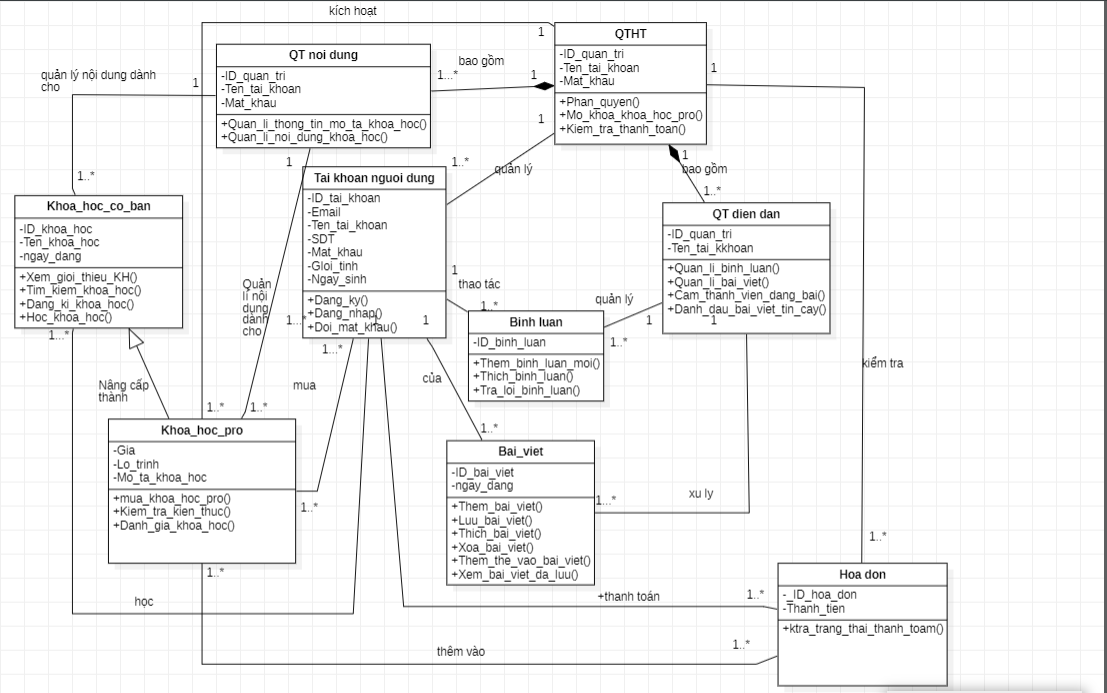 kích hoạt
QTHT
-ID_quan_tri
-Ten_tai_khoan
-Mat_khau
+Phan_quyen()
+Mo_khoa_khoa_hoc_pro()
+Kiem_tra_thanh_toan()
1
1
1
1
1
QT noi dung
-ID_quan_tri
-Ten_tai_khoan
-Mat_khau
+Quan_li_thong_tin_mo_ta_khoa_hoc()
+Quan_li_noi_dung_khoa_hoc()
bao gồm
1...*
quản lý nội dung dành
cho
1
1..*
1
quản lý
1..*
bao gồm
1..*
Tai khoan nguoi dung
-ID_tai_khoan
-Email
-Ten_tai_khoan
-SDT
-Mat_khau
-Gioi_tinh
-Ngay_sinh
+Dang_ky()
+Dang_nhap()
+Doi_mat_khau()
Khoa_hoc_co_ban
-ID_khoa_hoc
-Ten_khoa_hoc
-ngay_dang
+Xem_gioi_thieu_KH()
+Tim_kiem_khoa_hoc()
+Dang_ki_khoa_hoc()
+Hoc_khoa_hoc()
QT dien dan
-ID_quan_tri
-Ten_tai_kkhoan
+Quan_li_binh_luan()
+Quan_li_bai_viet()
+Cam_thanh_vien_dang_bai()
+Danh_dau_bai_viet_tin_cay()
1
thao tác
1..*
Quản
lí nội
dung
dành
cho
quản lý
1
1..*
1
Binh luan
-ID_binh_luan
+Them_binh_luan_moi()
+Thich_binh_luan()
+Tra_loi_binh_luan()
1...*
1
1
1...*
1...*
Nâng cấp
thành
mua
của
kiểm tra
1..*
1..*
1..*
Khoa_hoc_pro
-Gia
-Lo_trinh
-Mo_ta_khoa_hoc
+mua_khoa_hoc_pro()
+Kiem_tra_kien_thuc()
+Danh_gia_khoa_hoc()
1..*
Bai_viet
-ID_bai_viet
-ngay_dang
+Them_bai_viet()
+Luu_bai_viet()
+Thich_bai_viet()
+Xoa_bai_viet()
+Them_the_vao_bai_viet()
+Xem_bai_viet_da_luu()
1...*
xu ly
1..*
1..*
Hoa don
-_ID_hoa_don
-Thanh_tien
+ktra_trang_thai_thanh_toam()
học
+thanh toán
1..*
thêm vào
1..*